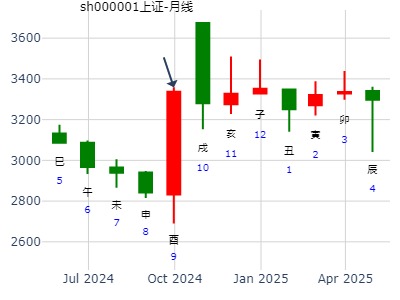 sh000001上证-月线
3600
3400
3200
3000
2800
2600
巳
5
午
6
未
7
申
8
酉
9
戌
10
亥
11
子
12
丑
1
寅
2
卯
3
辰
4
Jul 2024
Oct 2024
Jan 2025
Apr 2025